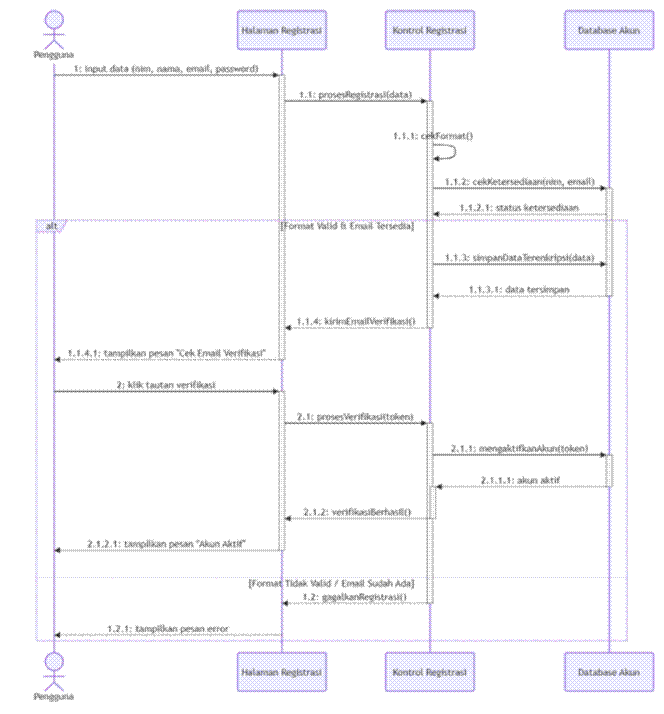 Halaman Registrasi
Kontrol Registrasi
Database Akun
Pengguna
1: input data (nim, nama, email, password)
1.1: prosesRegistrasi(data)
1.1.1: cekFormat()
1.1.2: cekKetersediaan(nim, email)
1.1.2.1: status ketersediaan
alt
[Format Valid & Email Tersedia]
1.1.3: simpanDataTerenkripsi(data)
1.1.3.1: data tersimpan
1.1.4: kirimEmailVerifikasi()
1.1.4.1: tampilkan pesan "Cek Email Verifikasi"
2: klik tautan verifikasi
2.1: prosesVerifikasi(token)
2.1.1: mengaktifkanAkun(token)
2.1.1.1: akun aktif
2.1.2: verifikasiBerhasil()
2.1.2.1: tampilkan pesan "Akun Aktif"
[Format Tidak Valid / Email Sudah Ada]
1.2: gagalkanRegistrasi()
1.2.1: tampilkan pesan error
Halaman Registrasi
Kontrol Registrasi
Database Akun
Pengguna